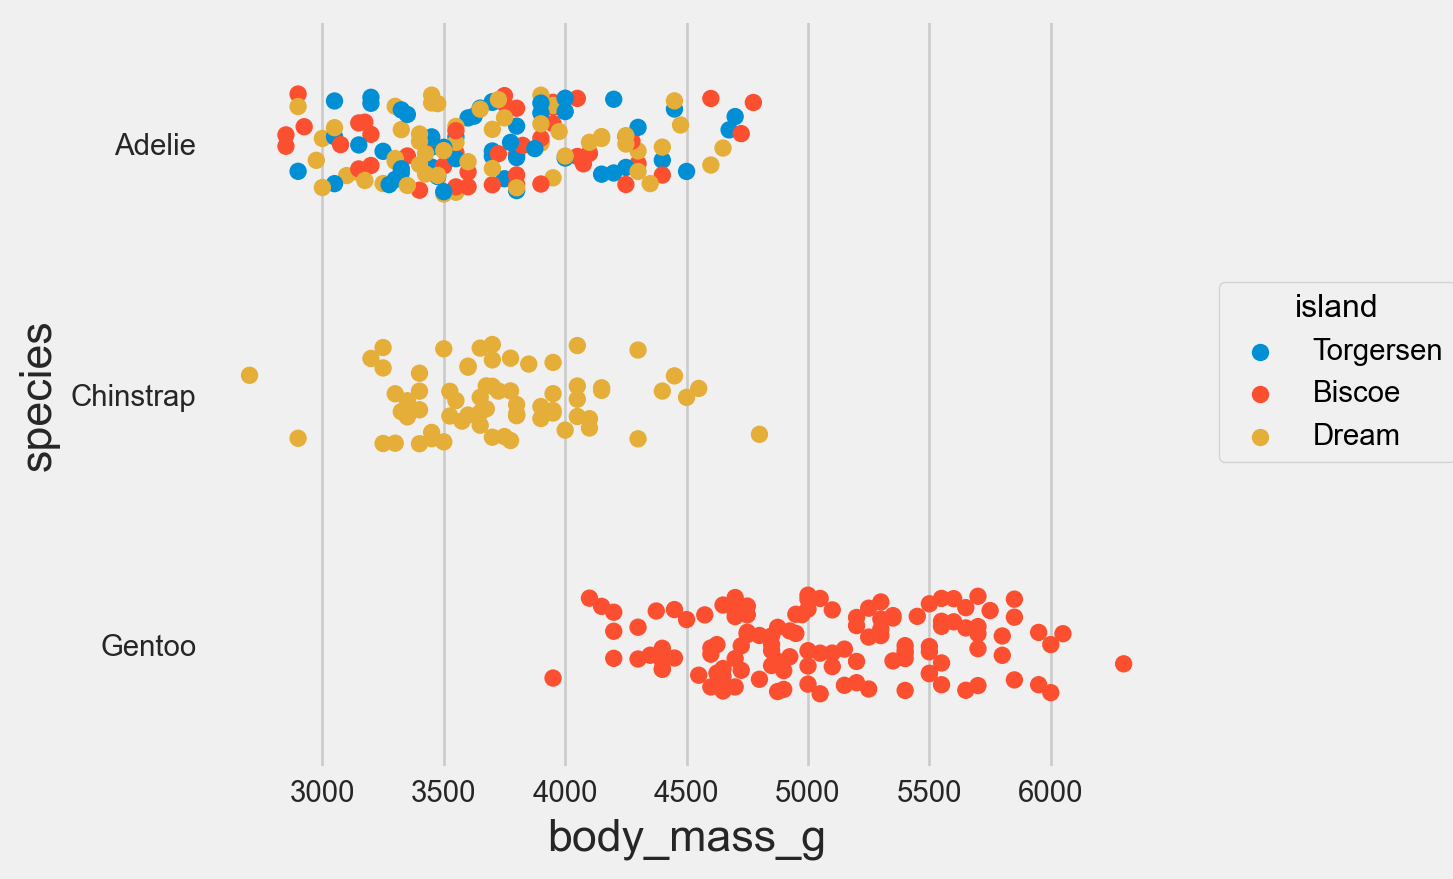 species
Adelie
Chinstrap
Gentoo
3000 3500 4000 4500 5000 5500 6000
body_mass_g
island
Torgersen
Biscoe
Dream